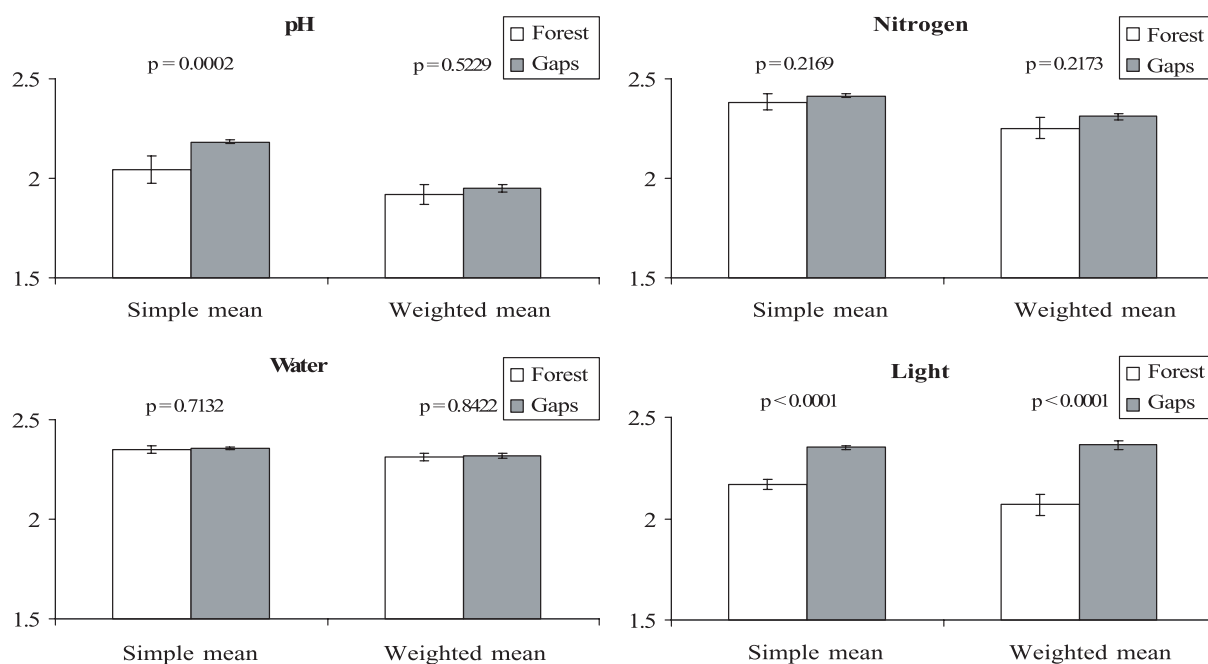 pH
Forest
Gaps
p = 0.0002
p = 0.5229
2.5
2
1.5
Simple mean
Weighted mean
Nitrogen
Forest
Gaps
p = 0.2169
p = 0.2173
2.5
2
1.5
Simple mean
Weighted mean
Water
Forest
Gaps
p = 0.7132
p = 0.8422
2.5
2
1.5
Simple mean
Weighted mean
Light
Forest
Gaps
p < 0.0001
p < 0.0001
2.5
2
1.5
Simple mean
Weighted mean